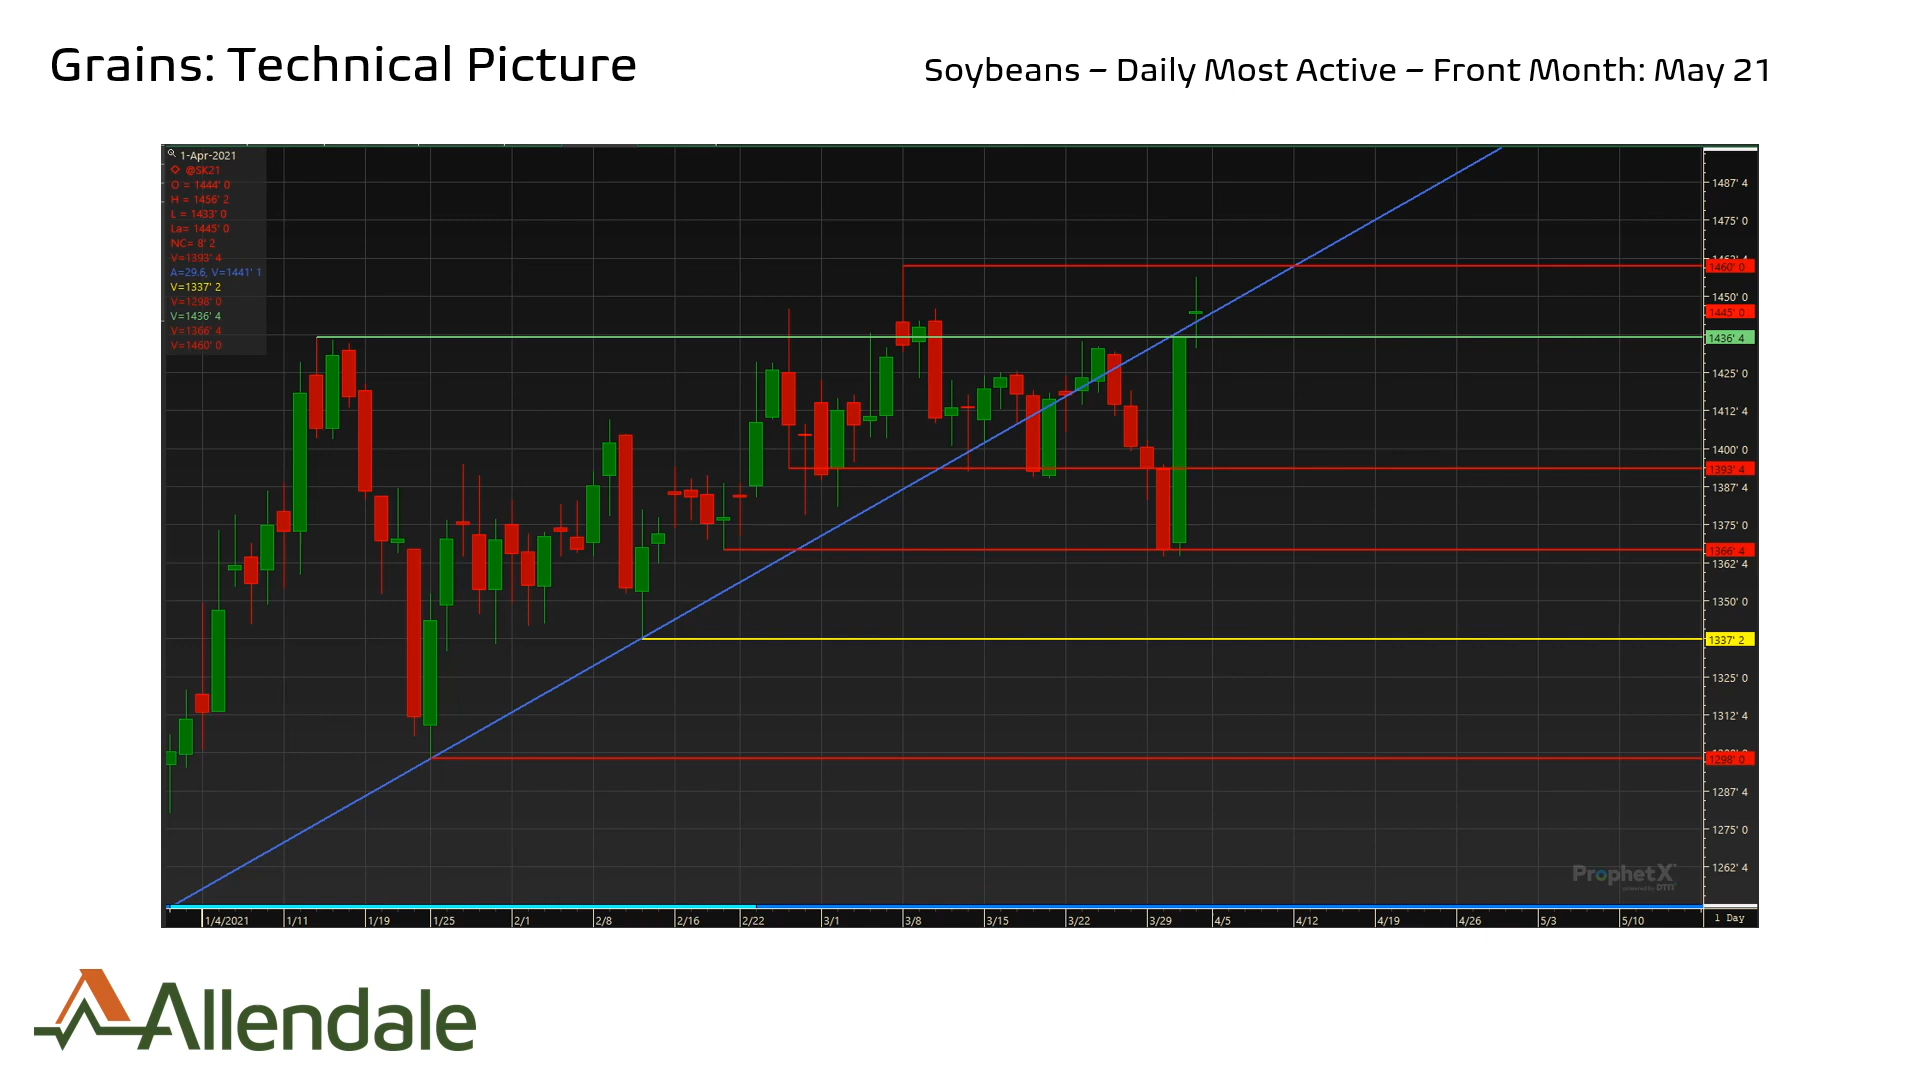 Grains: Technical Picture
Soybeans – Daily Most Active – Front Month: May 21
1-Apr-2021
@SK21
O = 1444' 0
H = 1456' 2
L = 1433' 0
La= 1445' 0
NC= 8' 2
V=1393' 4
A=29.6, V=1441' 1
V=1337' 2
V=1298' 0
V=1436' 4
V=1366' 4
V=1460' 0
1487' 4
1475' 0
1460' 0
1450' 0
1445' 0
1436' 4
1425' 0
1412' 4
1400' 0
1393' 4
1387' 4
1375' 0
1366' 4
1362' 4
1350' 0
1337' 2
1325' 0
1312' 4
1298' 0
1287' 4
1275' 0
1262' 4
ProphetX
powered by DTN
1/4/2021 1/11 1/19 1/25 2/1 2/8 2/16 2/22 3/1 3/8 3/15 3/22 3/29 4/5 4/12 4/19 4/26 5/3 5/10 1 Day
Allendale